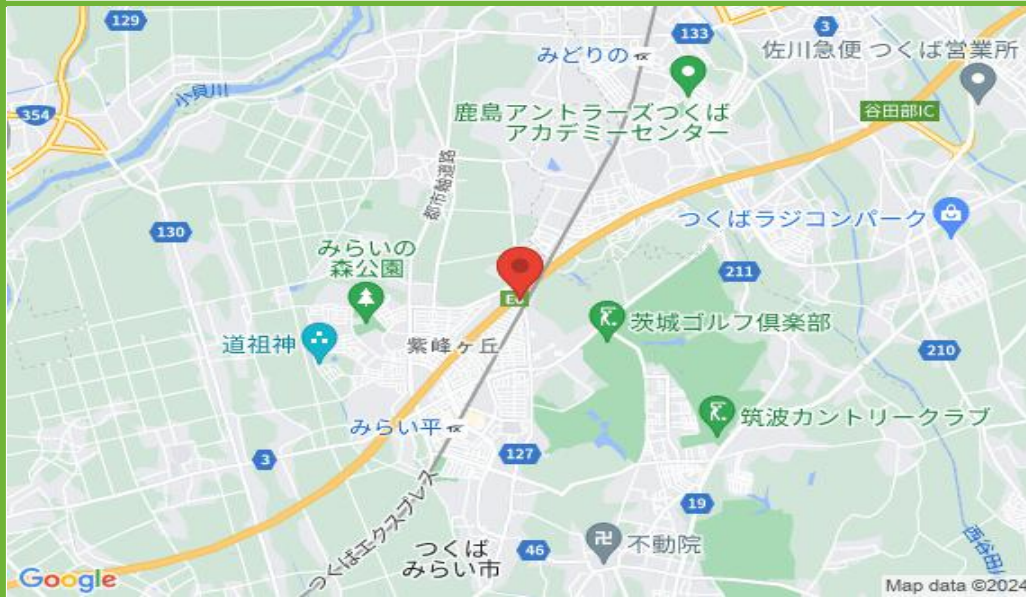 129
みどりの
133
3
佐川急便 つくば営業所
小貝川
354
鹿島アントラーズつくば
アカデミーセンター
谷田部IC
都市軸道路
130
みらいの
森公園
つくばラジコンパーク
211
道祖神
紫峰ヶ丘
茨城ゴルフ倶楽部
210
みらい平
筑波カントリークラブ
127
3
19
つくばエクスプレス
つくば
みらい市
46
不動院
西谷田川
Google
Map data ©2024